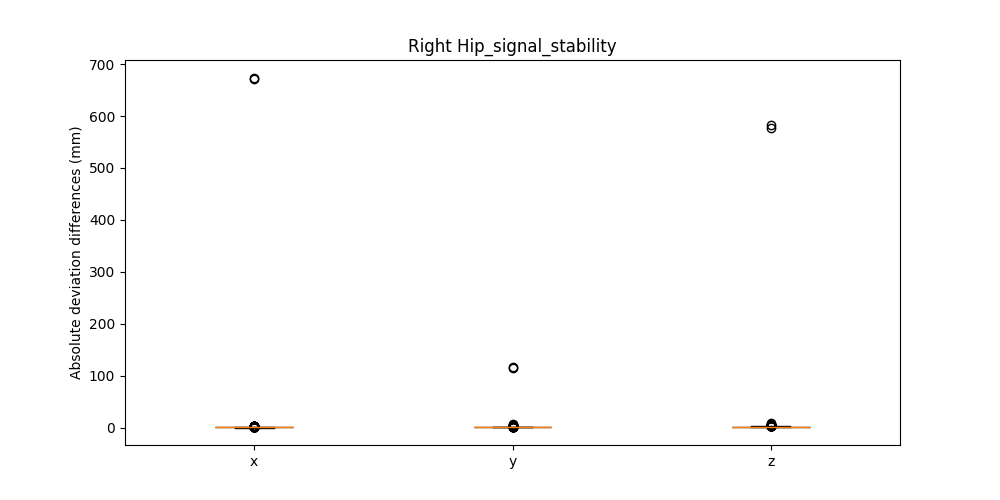 Right Hip_signal_stability
Absolute deviation differences (mm)
700
600
500
400
300
200
100
0
x
y
z